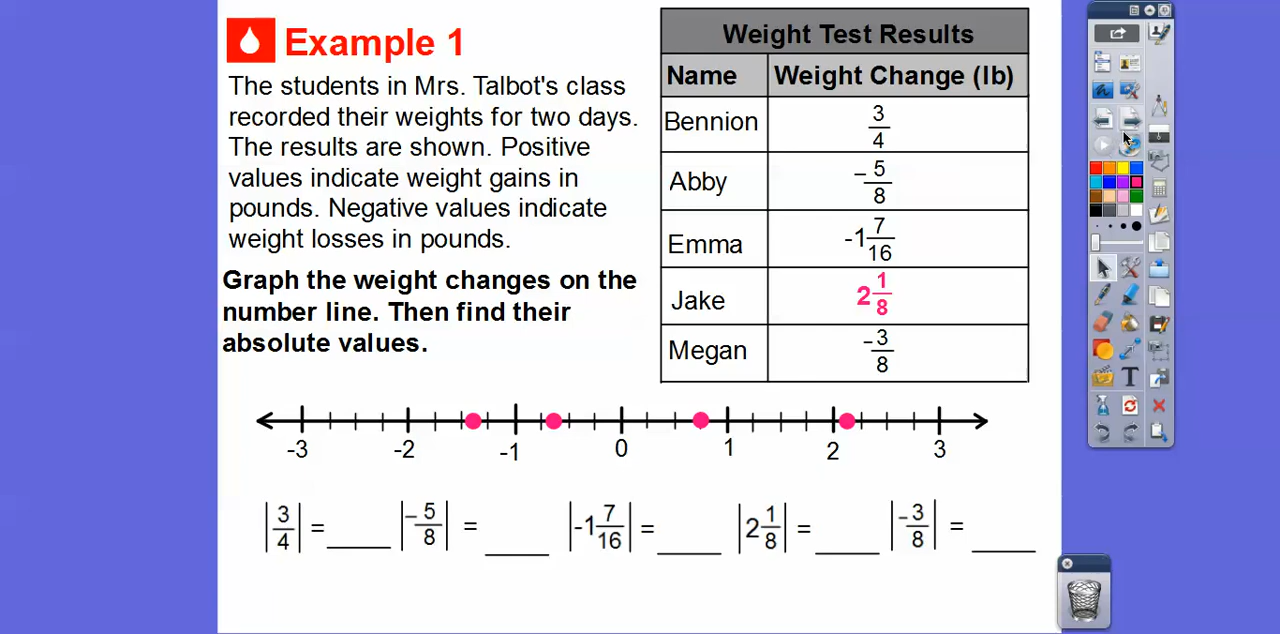 Example 1
The students in Mrs. Talbot's class
recorded their weights for two days.
The results are shown. Positive
values indicate weight gains in
pounds. Negative values indicate
weight losses in pounds.
Graph the weight changes on the
number line. Then find their
absolute values.
Weight Test Results
Name Weight Change (lb)
Bennion 3/4
Abby -5/8
Emma -1 7/16
Jake 2 1/8
Megan -3/8
-3 -2 -1 0 1 2 3
|3/4| = ____ |-5/8| = ____ |-1 7/16| = ____ |2 1/8| = ____ |-3/8| = ____